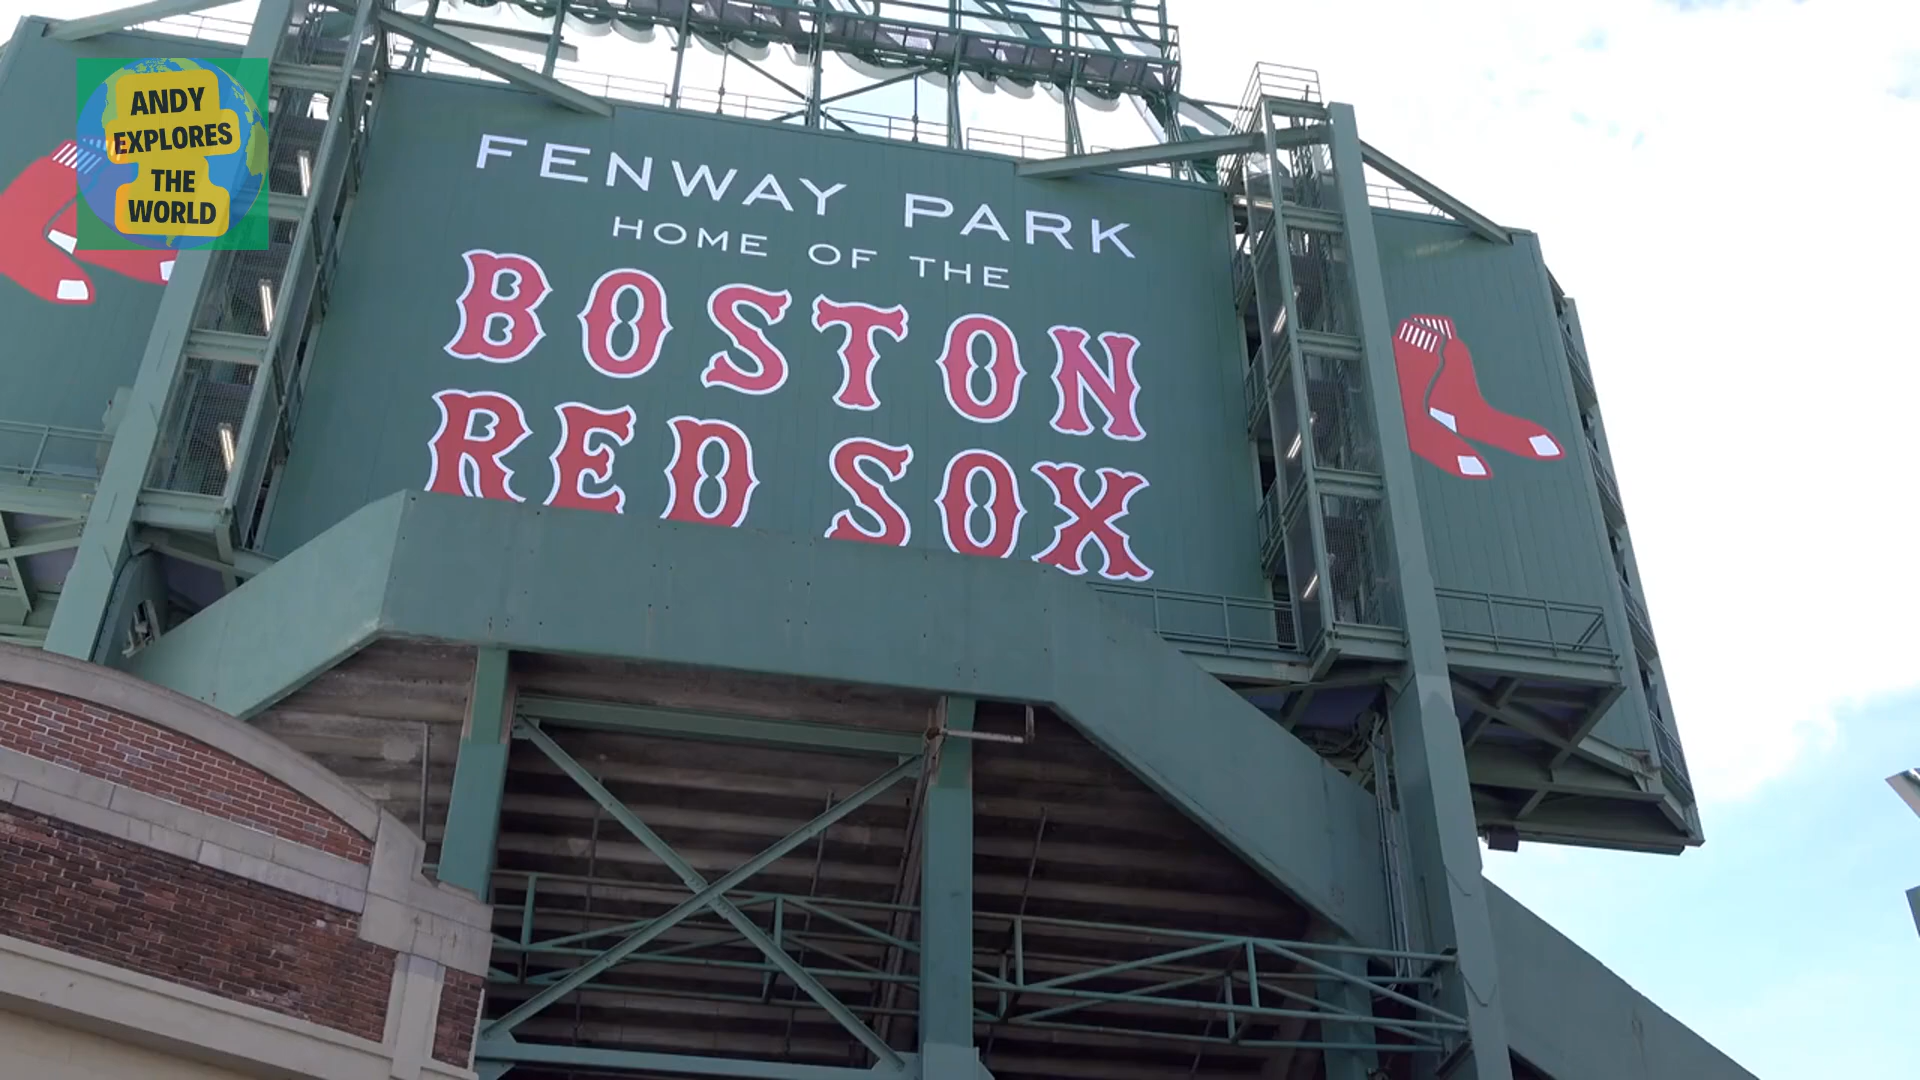 ANDY
EXPLORES
THE
WORLD
FENWAY PARK
HOME OF THE
BOSTON
RED SOX